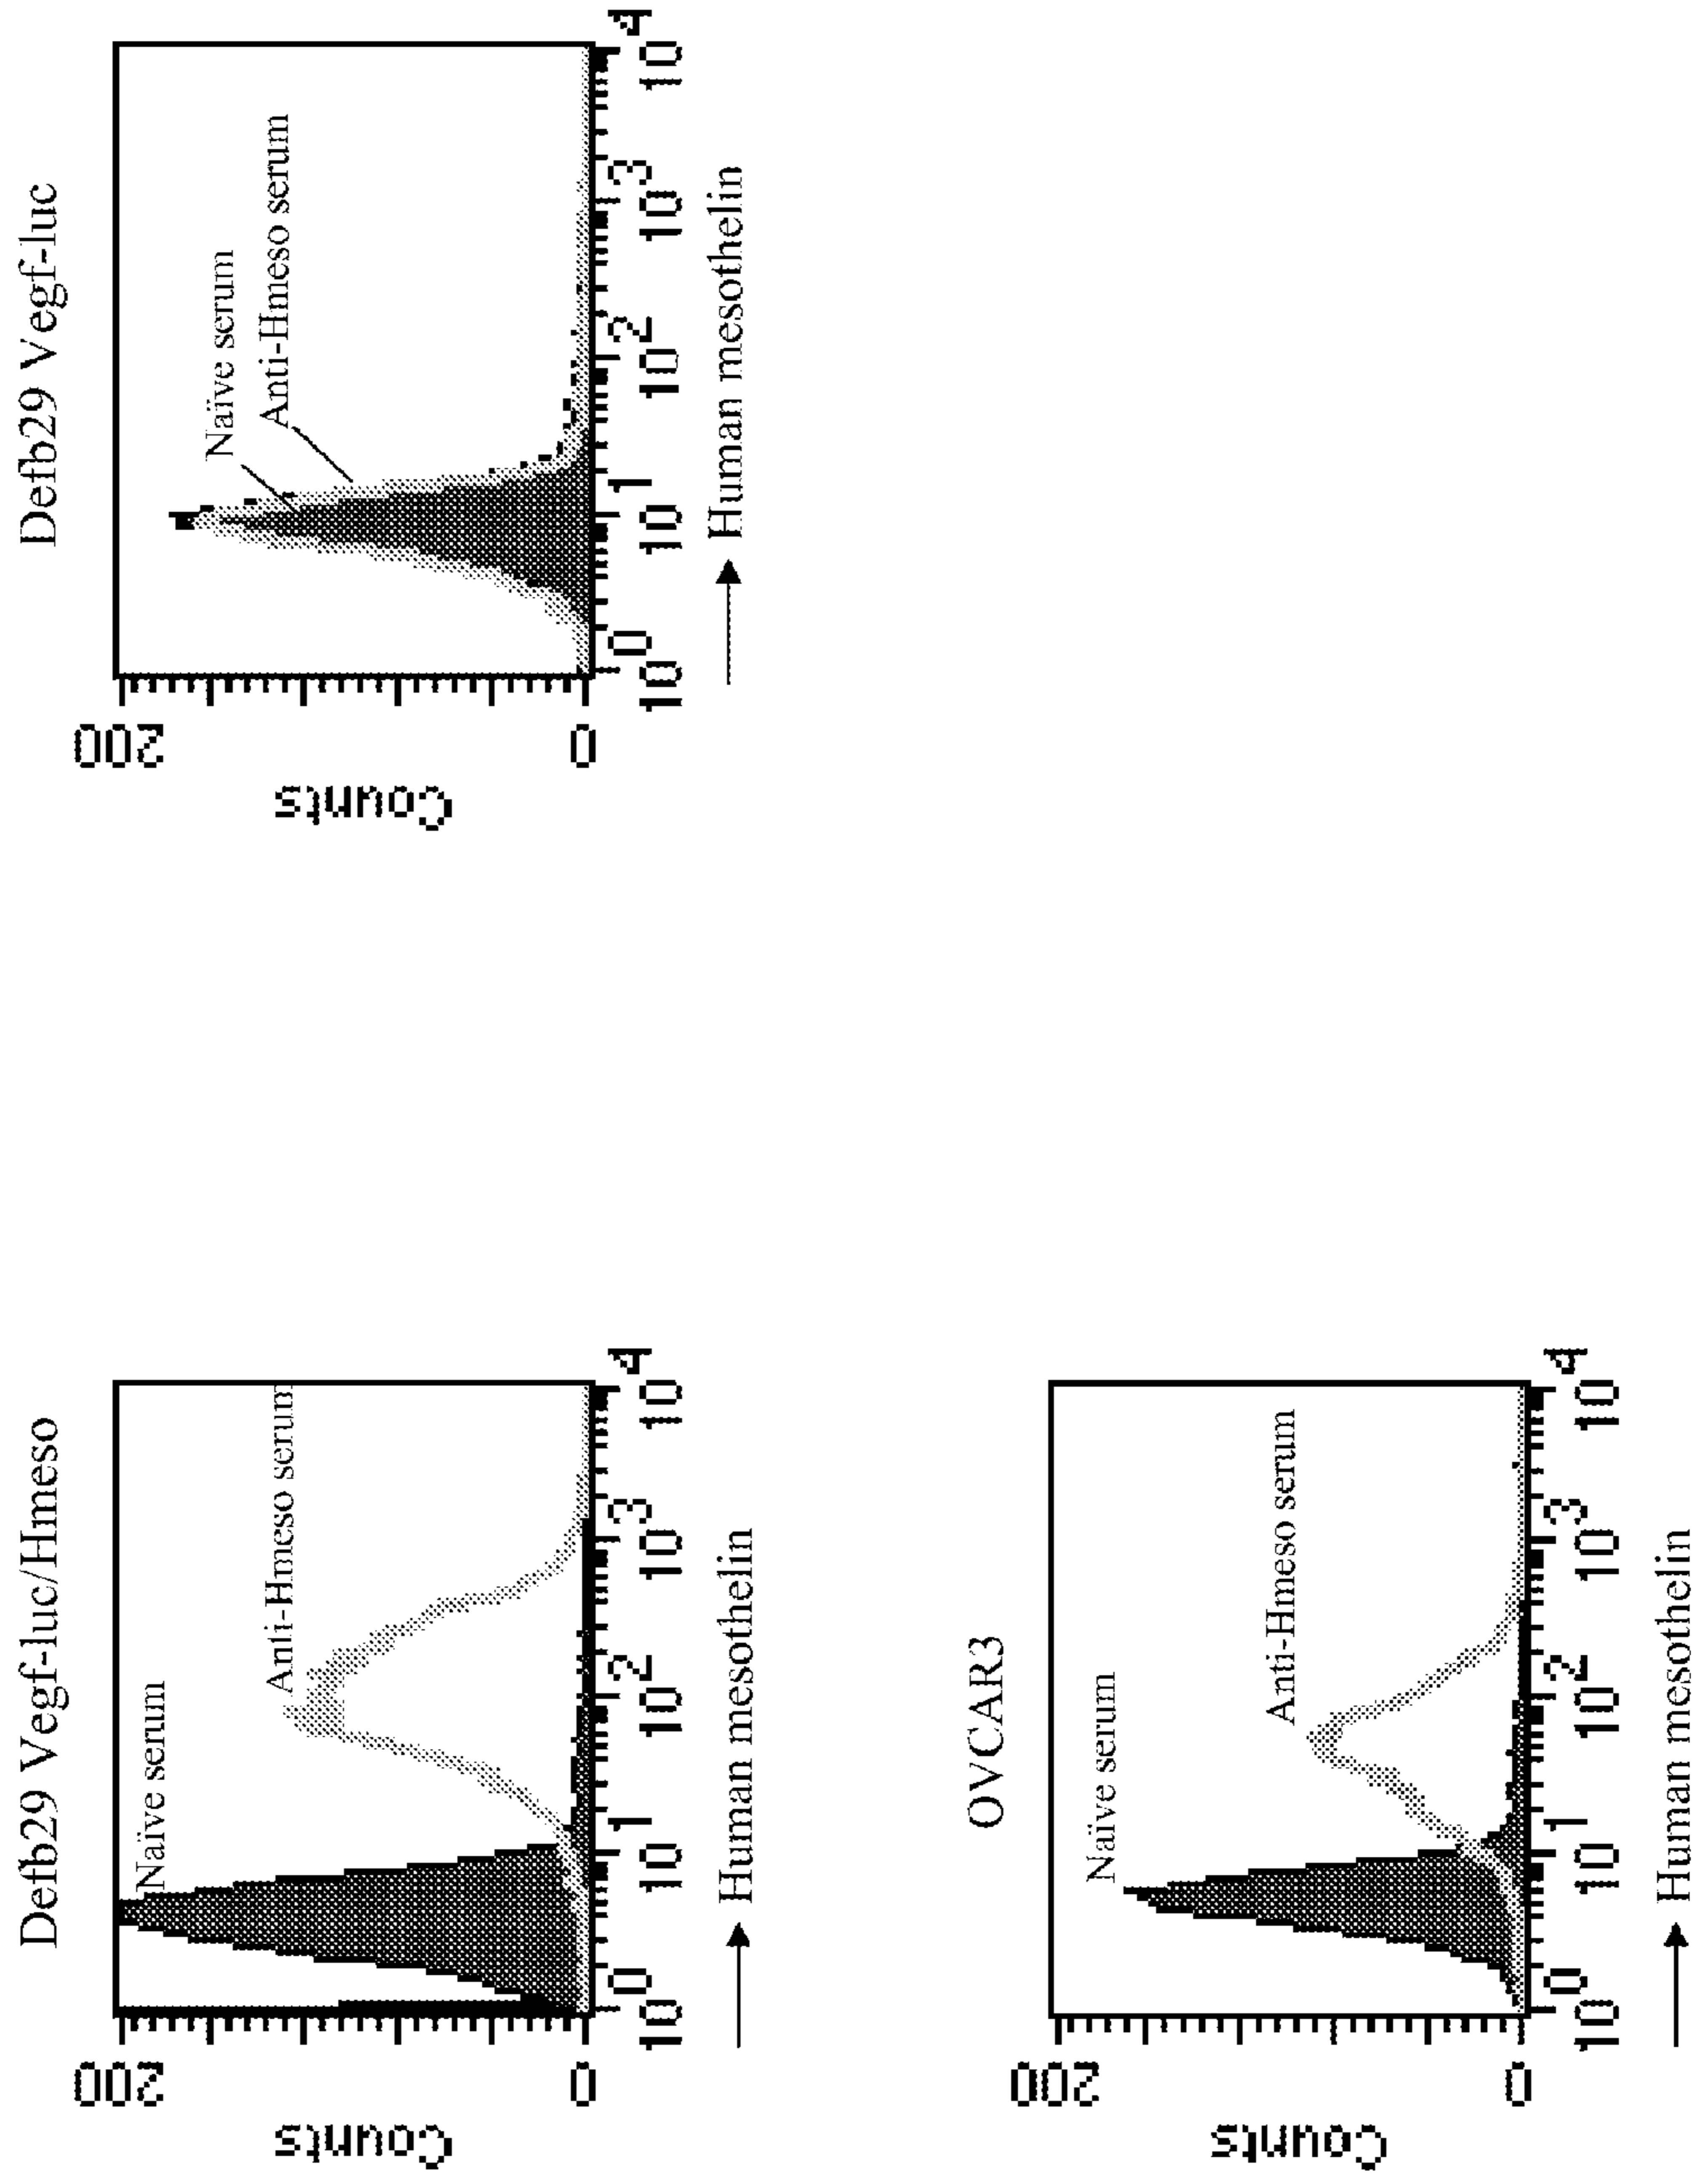 Defb29 Vegf-luc/Hmeso
Counts
200
0
Naïve serum
Anti-Hmeso serum
10^0 10^1 10^2 10^3 10^4
Human mesothelin
Defb29 Vegf-luc
Counts
200
0
Naïve serum
Anti-Hmeso serum
10^0 10^1 10^2 10^3 10^4
Human mesothelin
OVCAR3
Counts
200
0
Naïve serum
Anti-Hmeso serum
10^0 10^1 10^2 10^3 10^4
Human mesothelin